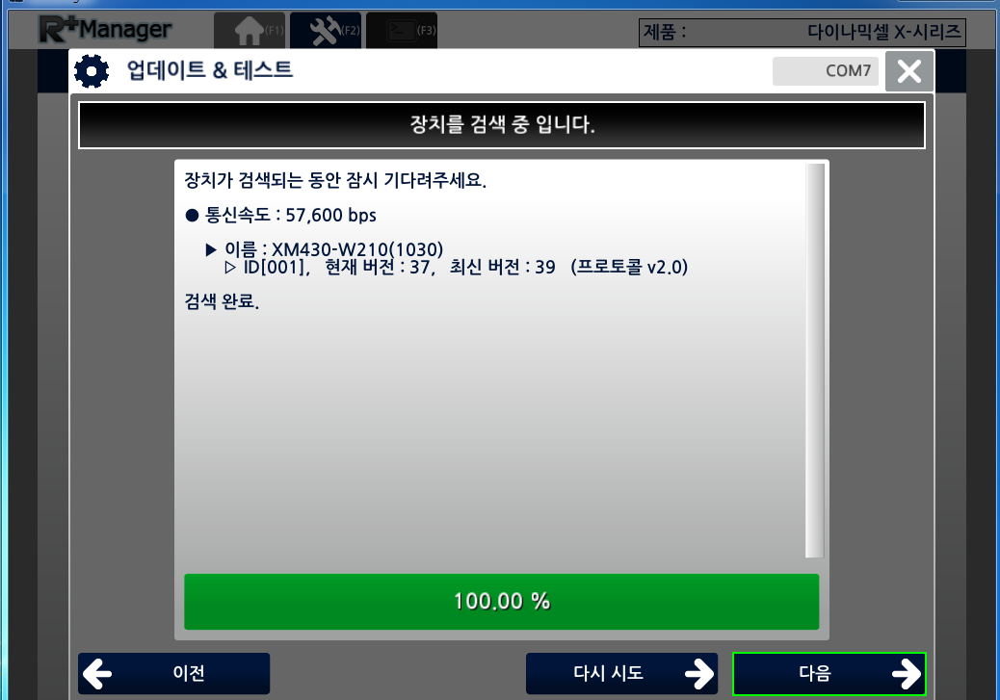 R+Manager (F1) (F2) (F3) 제품 : 다이나믹셀 X-시리즈
업데이트 & 테스트 COM7
장치를 검색 중 입니다.
장치가 검색되는 동안 잠시 기다려주세요.
● 통신속도 : 57,600 bps
▶ 이름 : XM430-W210(1030)
▷ ID[001], 현재 버전 : 37, 최신 버전 : 39 (프로토콜 v2.0)
검색 완료.
100.00 %
이전 다시 시도 다음